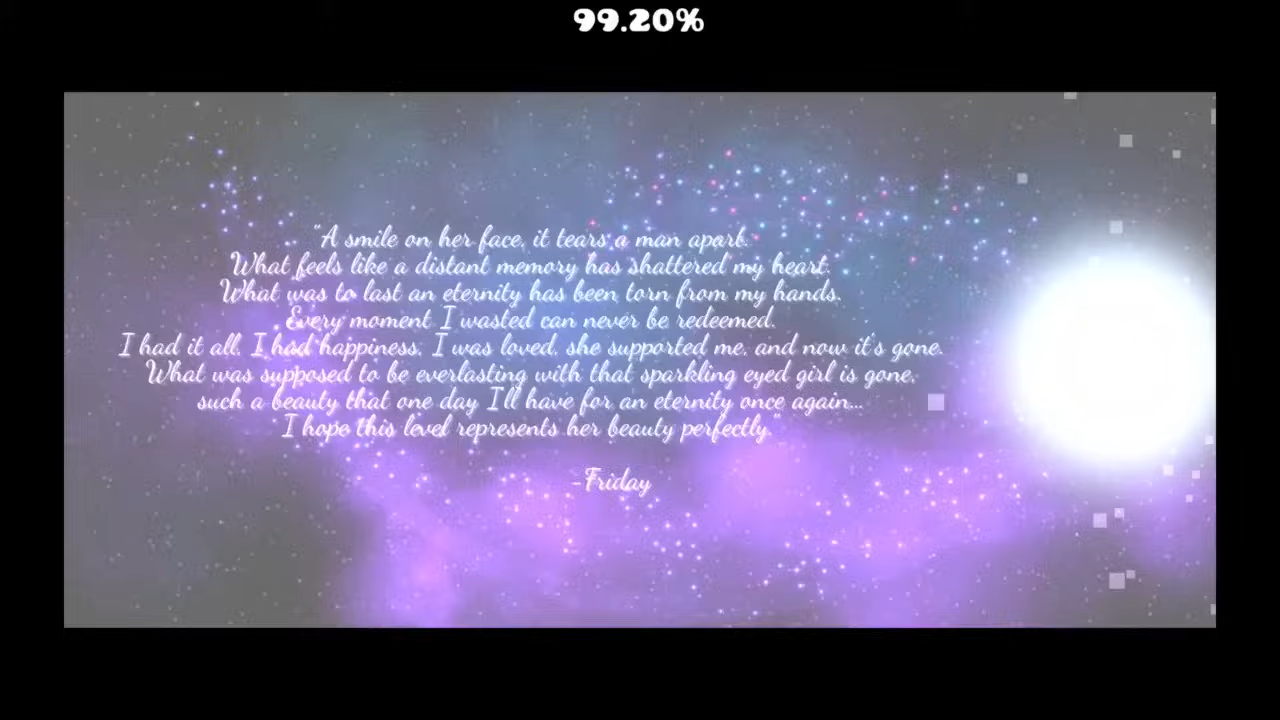 99.20%
"A smile on her face, it tears a man apart.
What feels like a distant memory has shattered my heart.
What was to last an eternity has been torn from my hands.
Every moment I wasted can never be redeemed.
I had it all, I had happiness, I was loved, she supported me, and now it's gone.
What was supposed to be everlasting with that sparkling eyed girl is gone,
such a beauty that one day I'll have for an eternity once again...
I hope this level represents her beauty perfectly."
-Friday